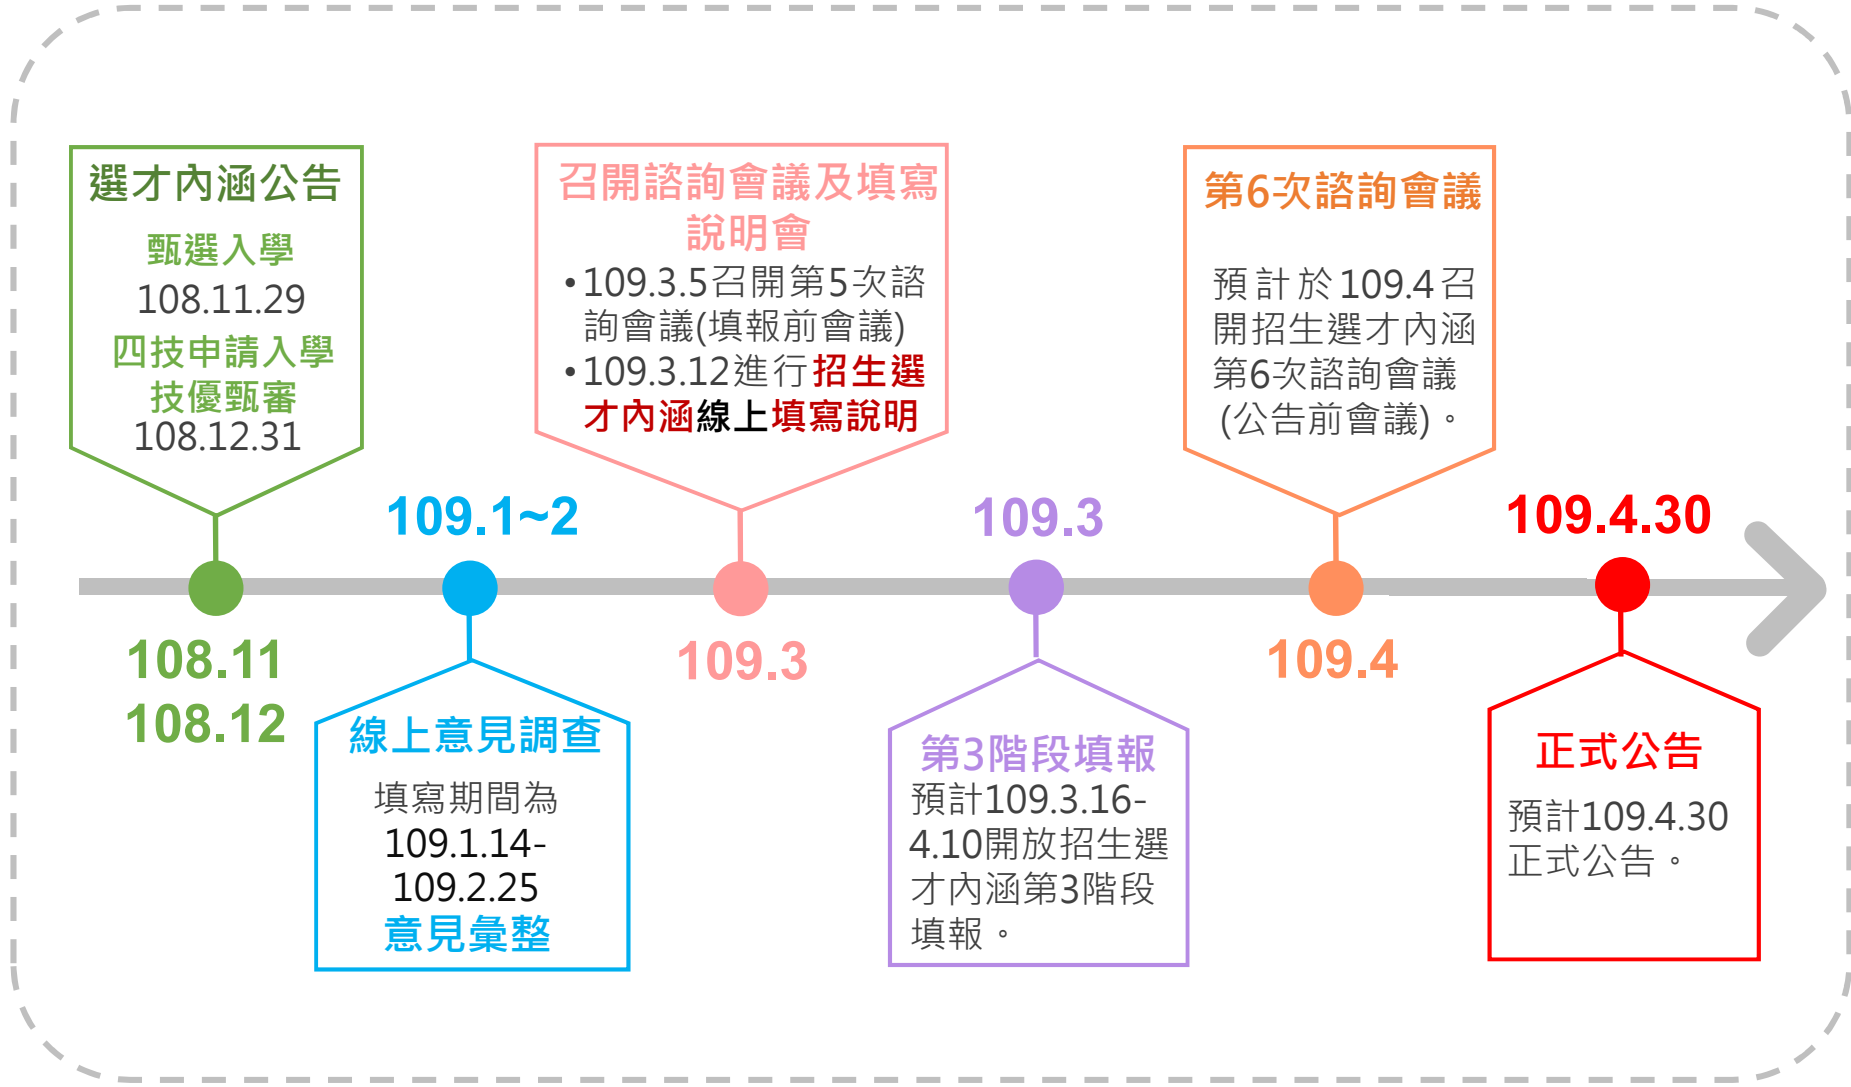 選才內涵公告
甄選入學
108.11.29
四技申請入學
技優甄審
108.12.31
108.11
108.12
109.1~2
線上意見調查
填寫期間為
109.1.14-
109.2.25
意見彙整
召開諮詢會議及填寫
說明會
•109.3.5召開第5次諮
詢會議(填報前會議)
•109.3.12進行招生選
才內涵線上填寫說明
109.3
109.3
第3階段填報
預計109.3.16-
4.10開放招生選
才內涵第3階段
填報。
第6次諮詢會議
預計於109.4召
開招生選才內涵
第6次諮詢會議
(公告前會議)。
109.4
109.4.30
正式公告
預計109.4.30
正式公告。